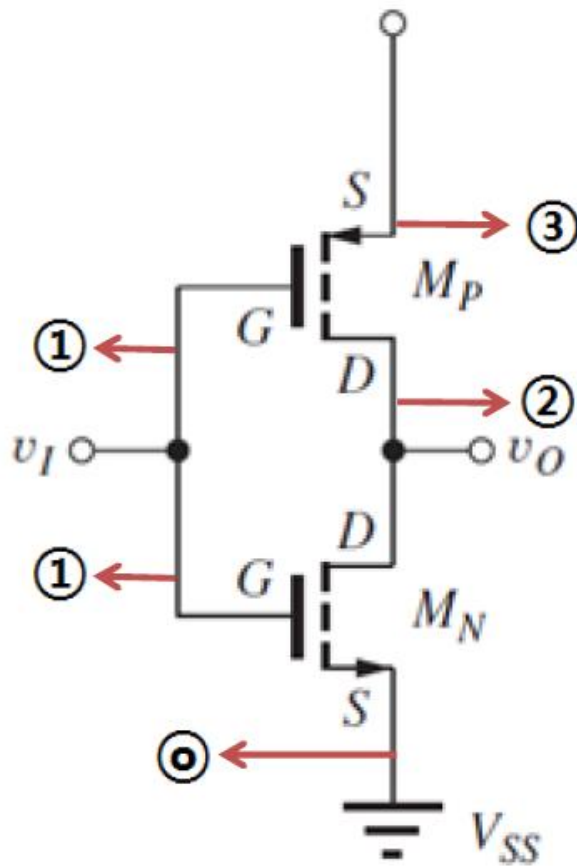 S
③
M_P
G
①
D
②
v_I
v_O
D
①
G
M_N
S
⓪
V_SS